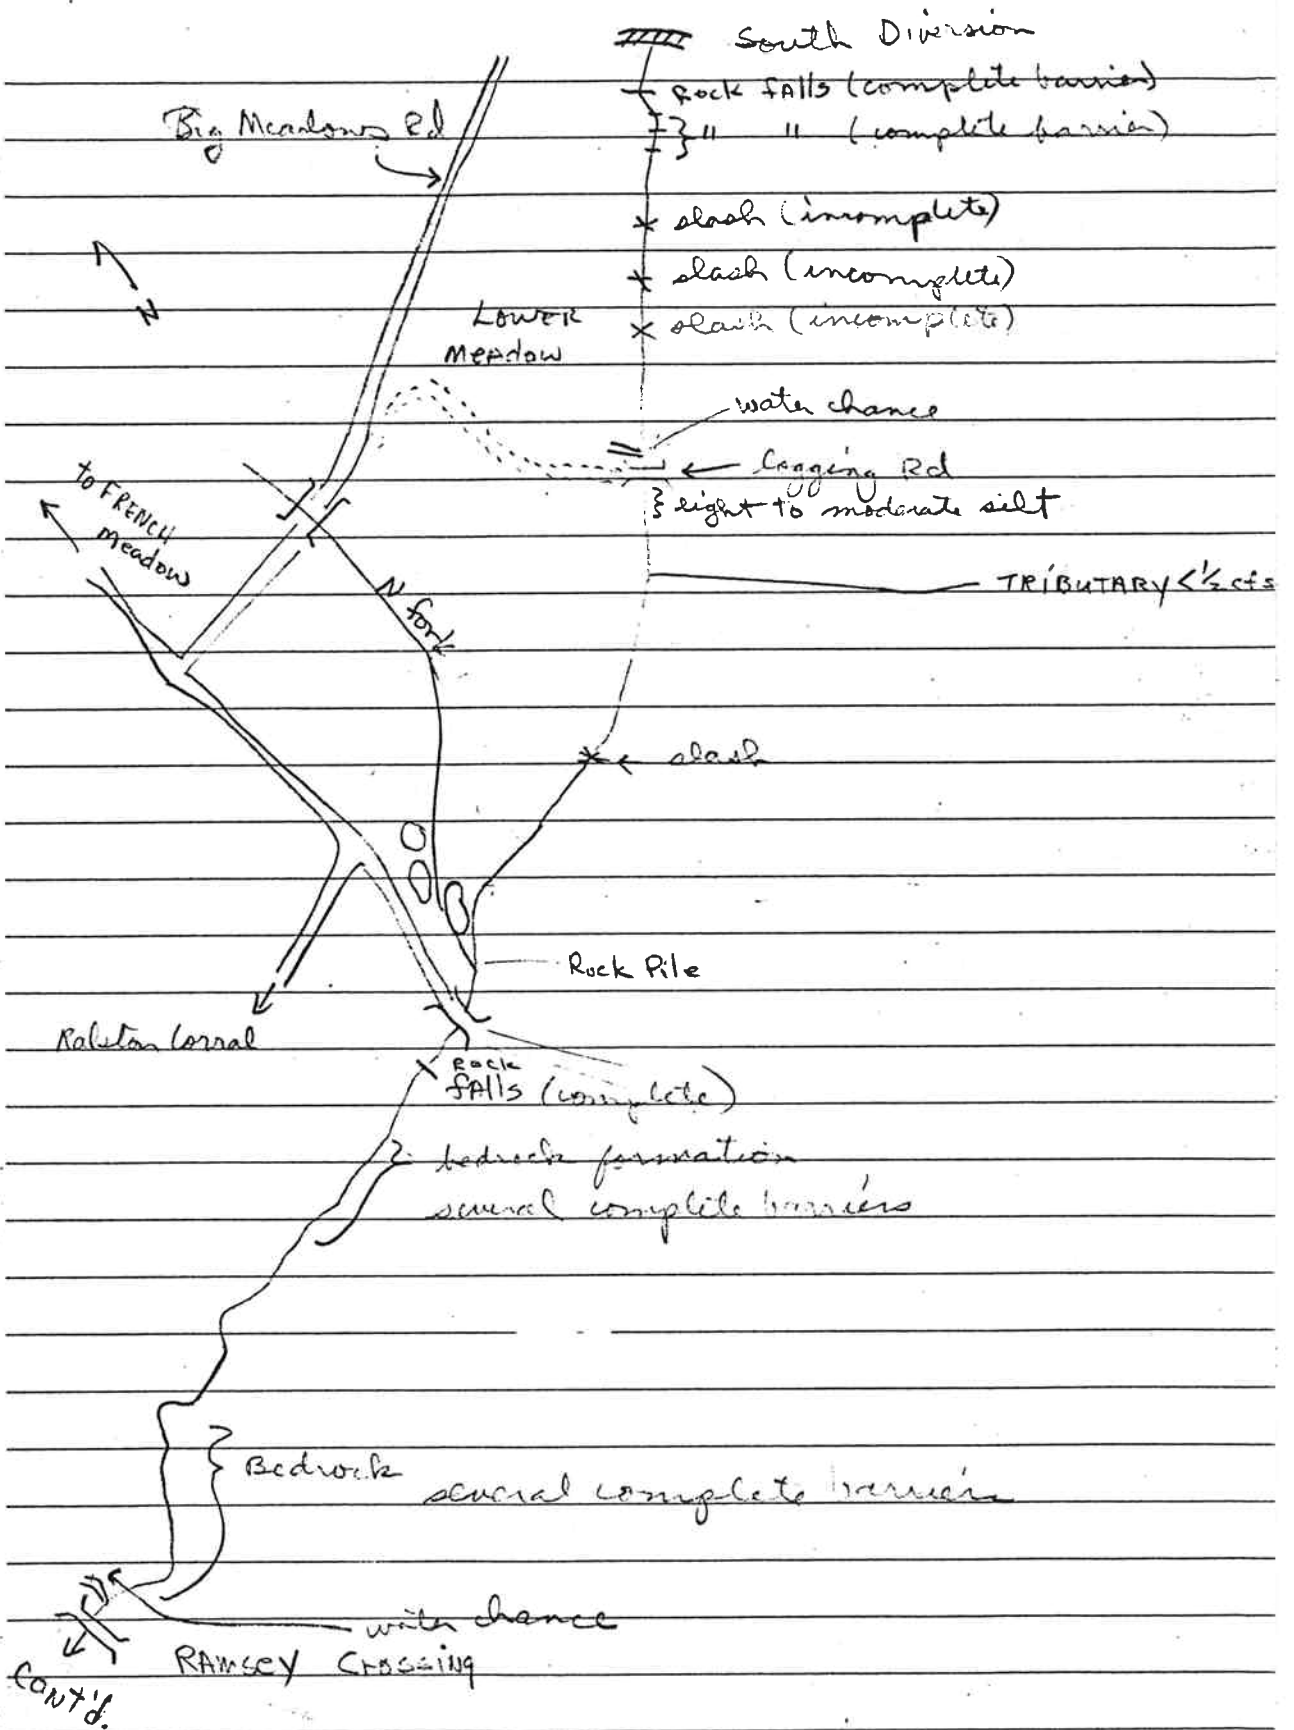 South Diversion
Rock fAlls (complete barrier)
Big Meadows Rd
} " " (complete barrier)
slash (incomplete)
slash (incomplete)
N
LOWER
MEADOW
slash (incomplete)
water chance
Logging Rd
to FRENCH
Meadow
} light to moderate silt
TRIBUTARY < 1/2 cfs
N fork
slash
Rock Pile
Ralston Corral
Rock
fAlls (complete)
bedrock formation
several complete barriers
Bedrock
several complete barriers
water chance
RAMSEY CROSSING
CONT'd.